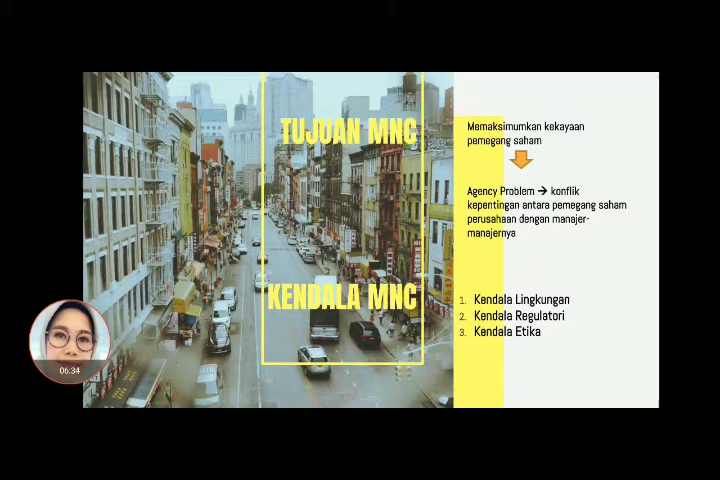 TUJUAN MNC
Memaksimumkan kekayaan
pemegang saham
Agency Problem → konflik
kepentingan antara pemegang saham
perusahaan dengan manajer-
manajernya
KENDALA MNC
1. Kendala Lingkungan
2. Kendala Regulatori
3. Kendala Etika
06:34